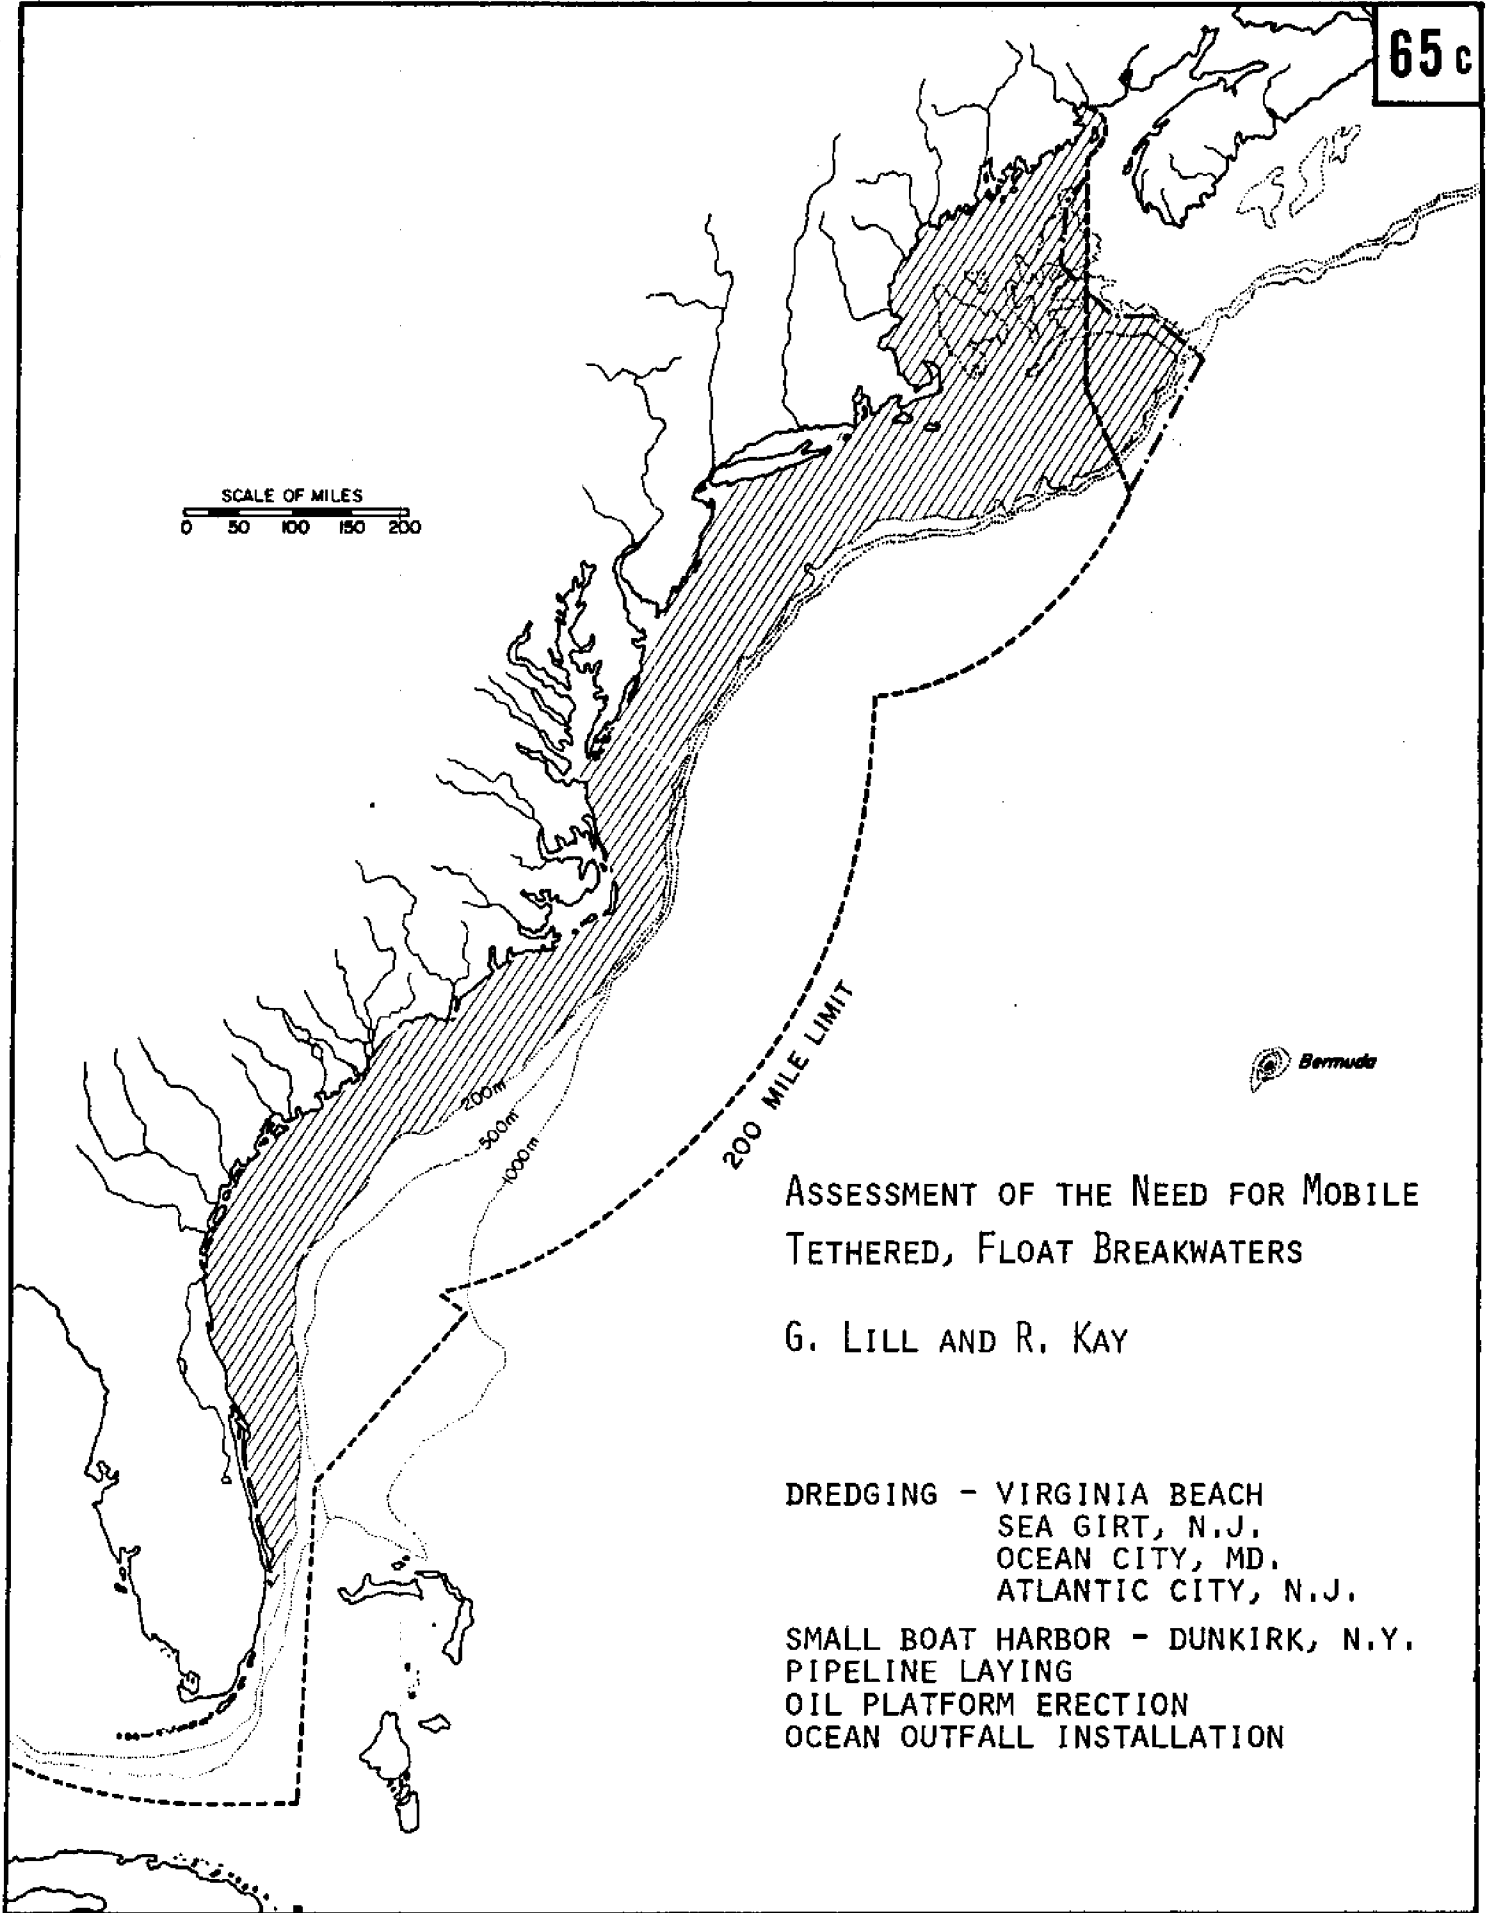 65 c
SCALE OF MILES
0 50 100 150 200
200m
500m
1000m
200 MILE LIMIT
Bermuda
ASSESSMENT OF THE NEED FOR MOBILE
TETHERED, FLOAT BREAKWATERS
G. LILL AND R. KAY
DREDGING - VIRGINIA BEACH
SEA GIRT, N.J.
OCEAN CITY, MD.
ATLANTIC CITY, N.J.
SMALL BOAT HARBOR - DUNKIRK, N.Y.
PIPELINE LAYING
OIL PLATFORM ERECTION
OCEAN OUTFALL INSTALLATION